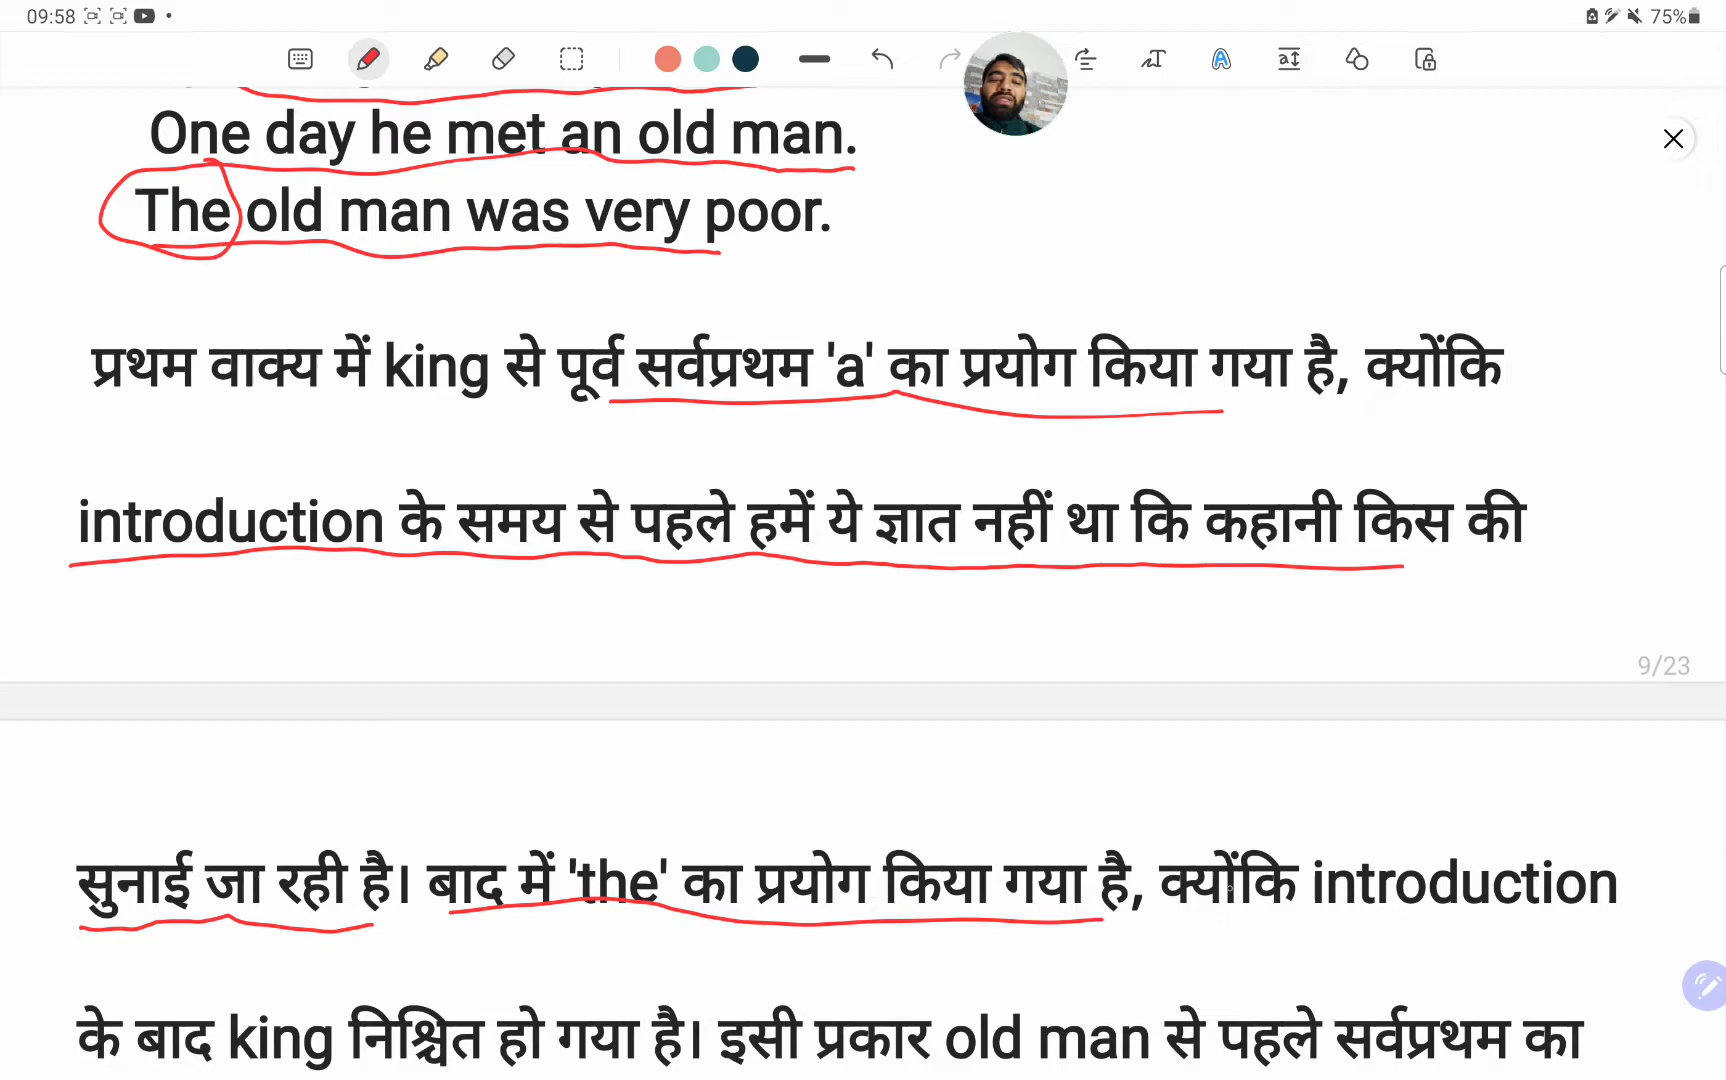 09:58
75%
One day he met an old man.
The old man was very poor.
प्रथम वाक्य में king से पूर्व सर्वप्रथम 'a' का प्रयोग किया गया है, क्योंकि
introduction के समय से पहले हमें ये ज्ञात नहीं था कि कहानी किस की
9/23
सुनाई जा रही है। बाद में 'the' का प्रयोग किया गया है, क्योंकि introduction
के बाद king निश्चित हो गया है। इसी प्रकार old man से पहले सर्वप्रथम का